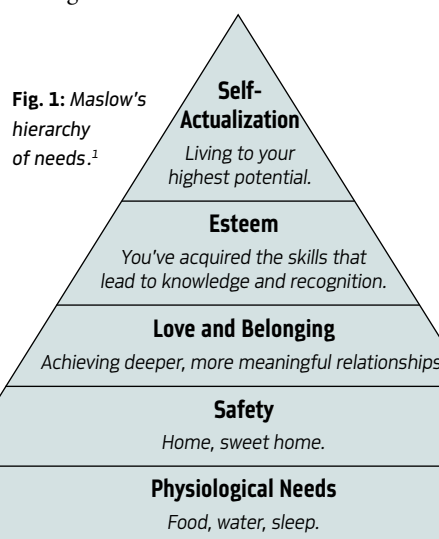 Fig. 1: Maslow's
hierarchy
of needs.1
Self-
Actualization
Living to your
highest potential.
Esteem
You've acquired the skills that
lead to knowledge and recognition.
Love and Belonging
Achieving deeper, more meaningful relationships
Safety
Home, sweet home.
Physiological Needs
Food, water, sleep.